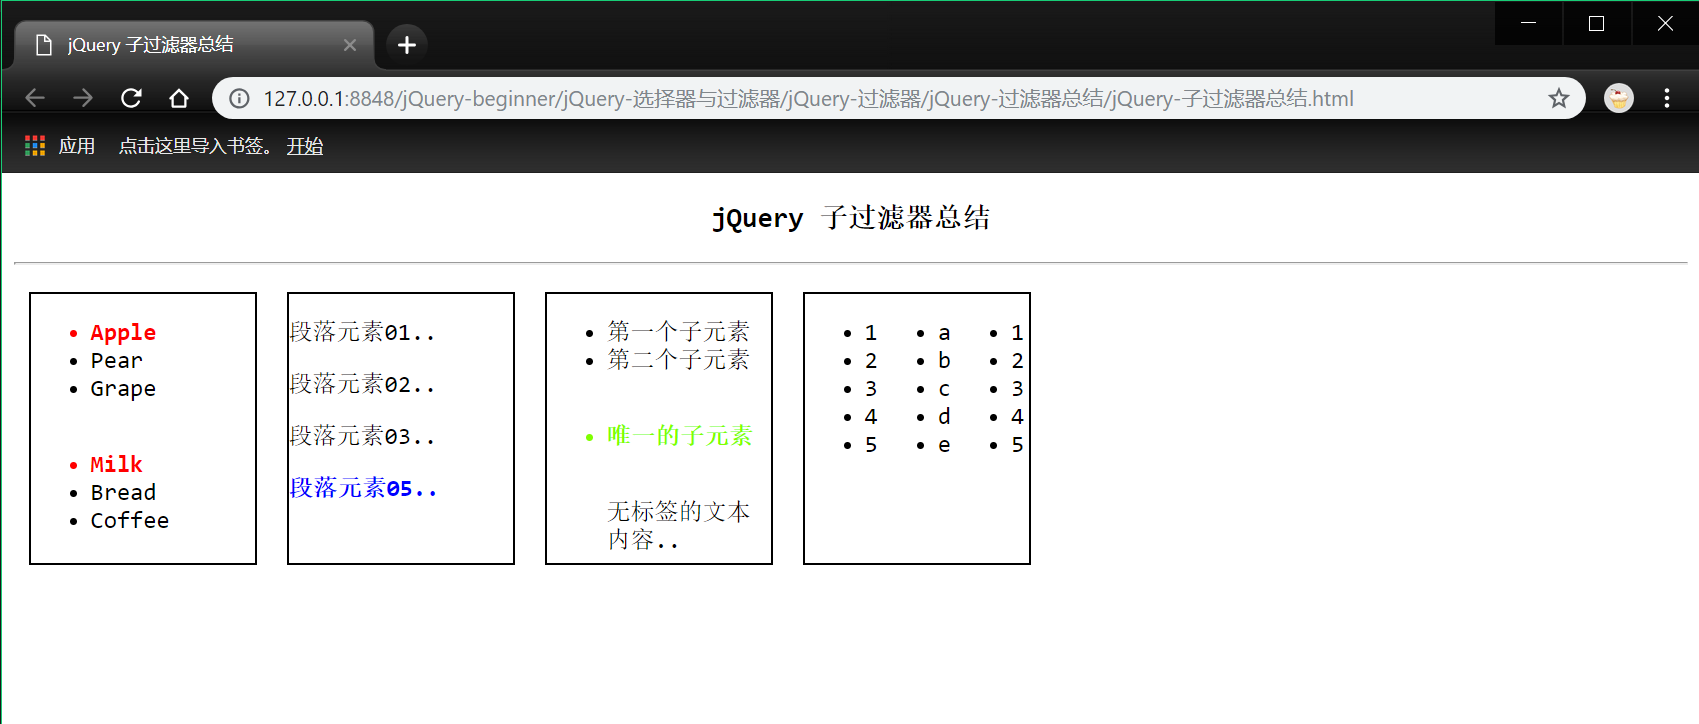 jQuery 子过滤器总结
127.0.0.1:8848/jQuery-beginner/jQuery-选择器与过滤器/jQuery-过滤器/jQuery-过滤器总结/jQuery-子过滤器总结.html
应用 点击这里导入书签。 开始
jQuery 子过滤器总结
Apple
Pear
Grape
Milk
Bread
Coffee
段落元素01..
段落元素02..
段落元素03..
段落元素05..
第一个子元素
第二个子元素
唯一的子元素
无标签的文本
内容..
1
2
3
4
5
a
b
c
d
e
1
2
3
4
5